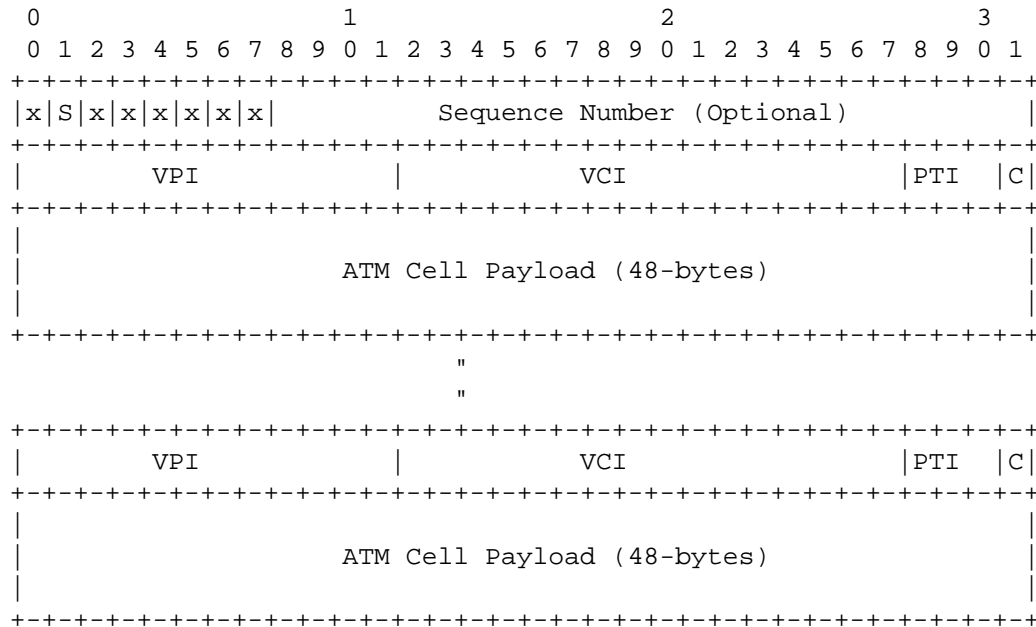 0                   1                   2                   3
 0 1 2 3 4 5 6 7 8 9 0 1 2 3 4 5 6 7 8 9 0 1 2 3 4 5 6 7 8 9 0 1
+-+-+-+-+-+-+-+-+-+-+-+-+-+-+-+-+-+-+-+-+-+-+-+-+-+-+-+-+-+-+-+-+
|x|S|x|x|x|x|x|x|          Sequence Number (Optional)           |
+-+-+-+-+-+-+-+-+-+-+-+-+-+-+-+-+-+-+-+-+-+-+-+-+-+-+-+-+-+-+-+-+
|        VPI            |           VCI                 |PTI  |C|
+-+-+-+-+-+-+-+-+-+-+-+-+-+-+-+-+-+-+-+-+-+-+-+-+-+-+-+-+-+-+-+-+
|                                                               |
|                    ATM Cell Payload (48-bytes)                |
|                                                               |
+-+-+-+-+-+-+-+-+-+-+-+-+-+-+-+-+-+-+-+-+-+-+-+-+-+-+-+-+-+-+-+-+
                            "
                            "
+-+-+-+-+-+-+-+-+-+-+-+-+-+-+-+-+-+-+-+-+-+-+-+-+-+-+-+-+-+-+-+-+
|        VPI            |           VCI                 |PTI  |C|
+-+-+-+-+-+-+-+-+-+-+-+-+-+-+-+-+-+-+-+-+-+-+-+-+-+-+-+-+-+-+-+-+
|                                                               |
|                    ATM Cell Payload (48-bytes)                |
|                                                               |
+-+-+-+-+-+-+-+-+-+-+-+-+-+-+-+-+-+-+-+-+-+-+-+-+-+-+-+-+-+-+-+-+